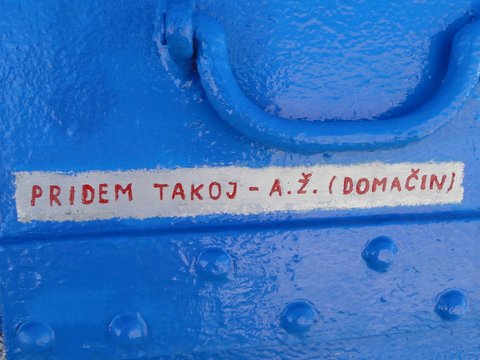 PRIDEM TAKOJ - A.Ž. (DOMAČIN)